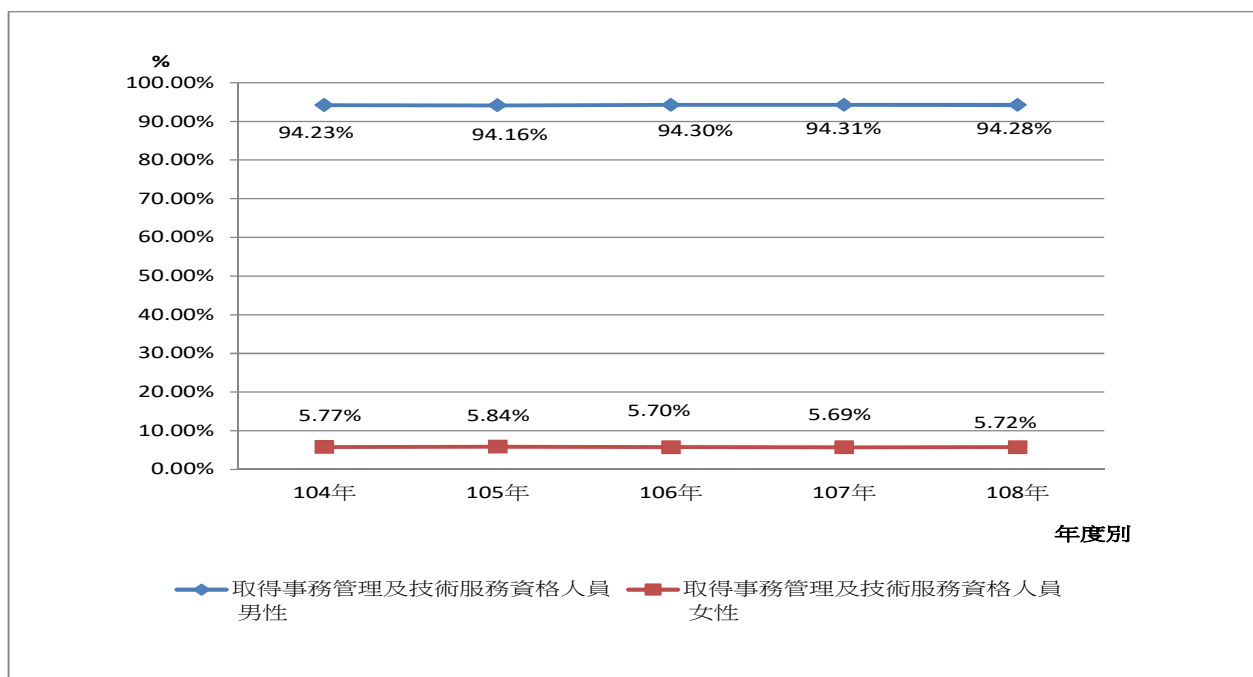 %
100.00%
90.00%
80.00%
70.00%
60.00%
50.00%
40.00%
30.00%
20.00%
10.00%
0.00%
94.23%
94.16%
94.30%
94.31%
94.28%
5.77%
5.84%
5.70%
5.69%
5.72%
104年
105年
106年
107年
108年
年度別
取得事務管理及技術服務資格人員
男性
取得事務管理及技術服務資格人員
女性